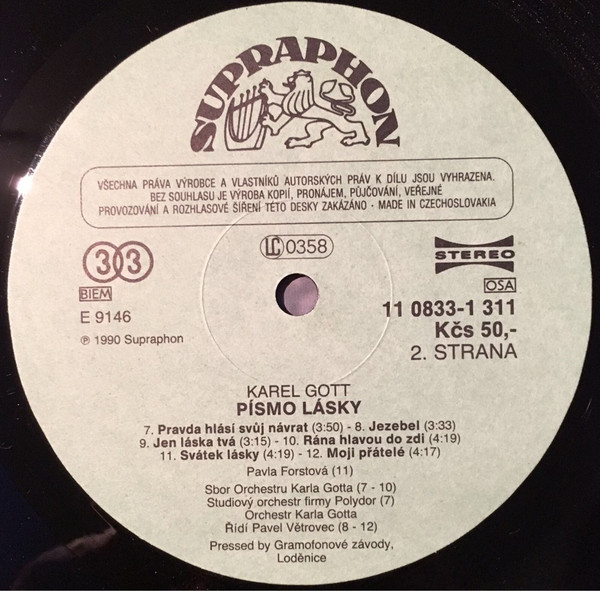 SUPRAPHON
VŠECHNA PRÁVA VÝROBCE A VLASTNÍKŮ AUTORSKÝCH PRÁV K DÍLU JSOU VYHRAZENA.
BEZ SOUHLASU JE VÝROBA KOPIÍ, PRONÁJEM, PŮJČOVÁNÍ, VEŘEJNÉ
PROVOZOVÁNÍ A ROZHLASOVÉ ŠÍŘENÍ TÉTO DESKY ZAKÁZÁNO - MADE IN CZECHOSLOVAKIA
33
LC 0358
STEREO
BIEM
OSA
E 9146
11 0833-1 311
Kčs 50,-
℗ 1990 Supraphon
2. STRANA
KAREL GOTT
PÍSMO LÁSKY
7. Pravda hlásí svůj návrat (3:50) - 8. Jezebel (3:33)
9. Jen láska tvá (3:15) - 10. Rána hlavou do zdi (4:19)
11. Svátek lásky (4:19) - 12. Moji přátelé (4:17)
Pavla Forstová (11)
Sbor Orchestru Karla Gotta (7 - 10)
Studiový orchestr firmy Polydor (7)
Orchestr Karla Gotta
Řídí Pavel Větrovec (8 - 12)
Pressed by Gramofonové závody,
Loděnice